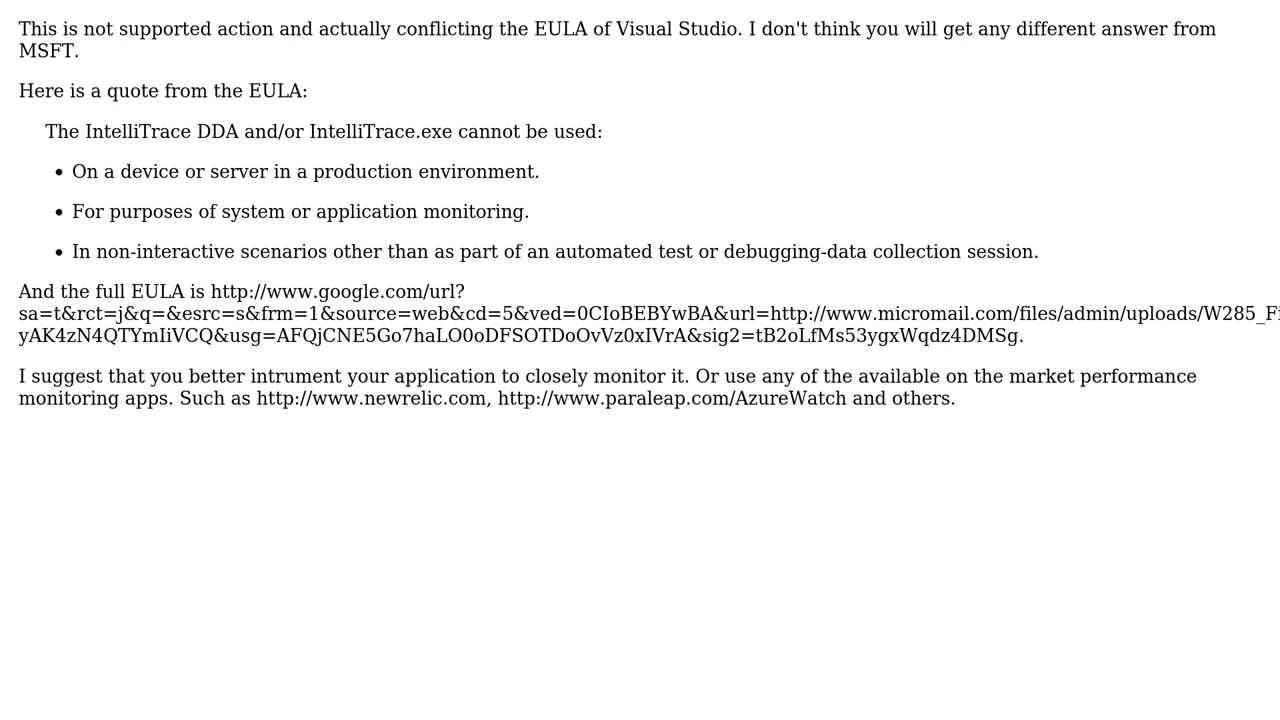 This is not supported action and actually conflicting the EULA of Visual Studio. I don't think you will get any different answer from
MSFT.
Here is a quote from the EULA:
The IntelliTrace DDA and/or IntelliTrace.exe cannot be used:
• On a device or server in a production environment.
• For purposes of system or application monitoring.
• In non-interactive scenarios other than as part of an automated test or debugging-data collection session.
And the full EULA is http://www.google.com/url?
sa=t&rct=j&q=&esrc=s&frm=1&source=web&cd=5&ved=0CIoBEBYwBA&url=http://www.micromail.com/files/admin/uploads/W285_Fi
yAK4zN4QTYmIiVCQ&usg=AFQjCNE5Go7haLO0oDFSOTDoOvVz0xIVrA&sig2=tB2oLfMs53ygxWqdz4DMSg.
I suggest that you better intrument your application to closely monitor it. Or use any of the available on the market performance
monitoring apps. Such as http://www.newrelic.com, http://www.paraleap.com/AzureWatch and others.